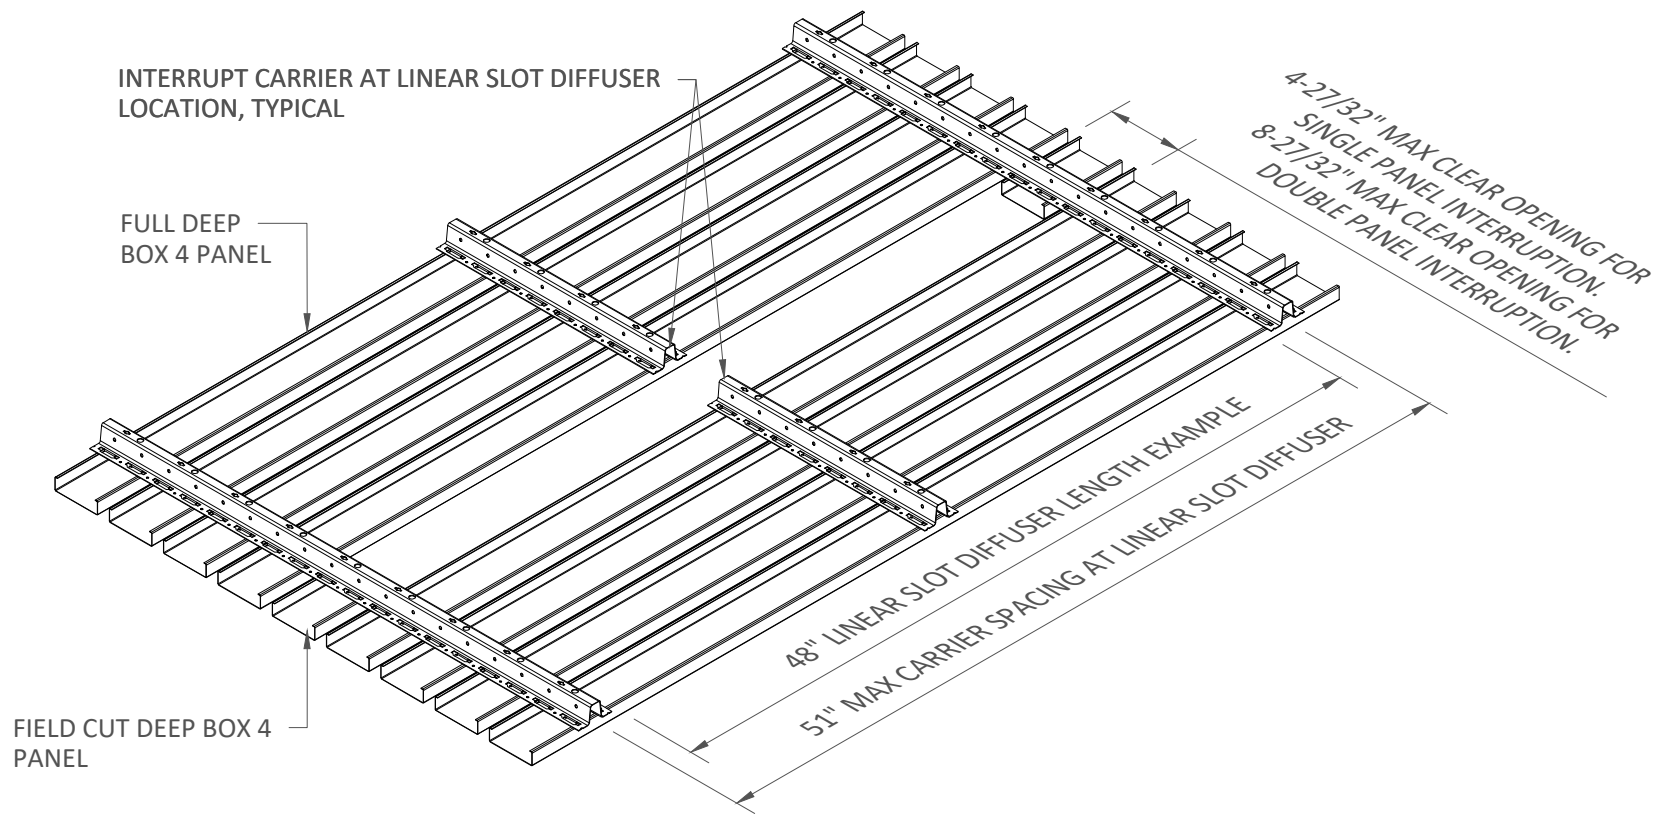 INTERRUPT CARRIER AT LINEAR SLOT DIFFUSER
LOCATION, TYPICAL
4-27/32" MAX CLEAR OPENING FOR
SINGLE PANEL INTERRUPTION.
8-27/32" MAX CLEAR OPENING FOR
DOUBLE PANEL INTERRUPTION.
FULL DEEP
BOX 4 PANEL
48" LINEAR SLOT DIFFUSER LENGTH EXAMPLE
51" MAX CARRIER SPACING AT LINEAR SLOT DIFFUSER
FIELD CUT DEEP BOX 4
PANEL